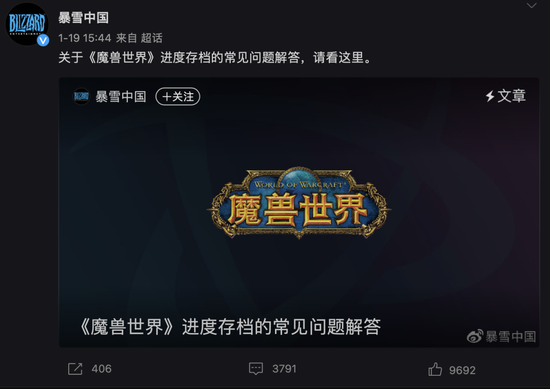 BLIZZARD
ENTERTAINMENT
暴雪中国
1-19 15:44 来自 超话
关于《魔兽世界》进度存档的常见问题解答，请看这里。
暴雪中国
＋关注
文章
WORLD OF WARCRAFT
魔兽世界
《魔兽世界》进度存档的常见问题解答
暴雪中国
406
3791
9692